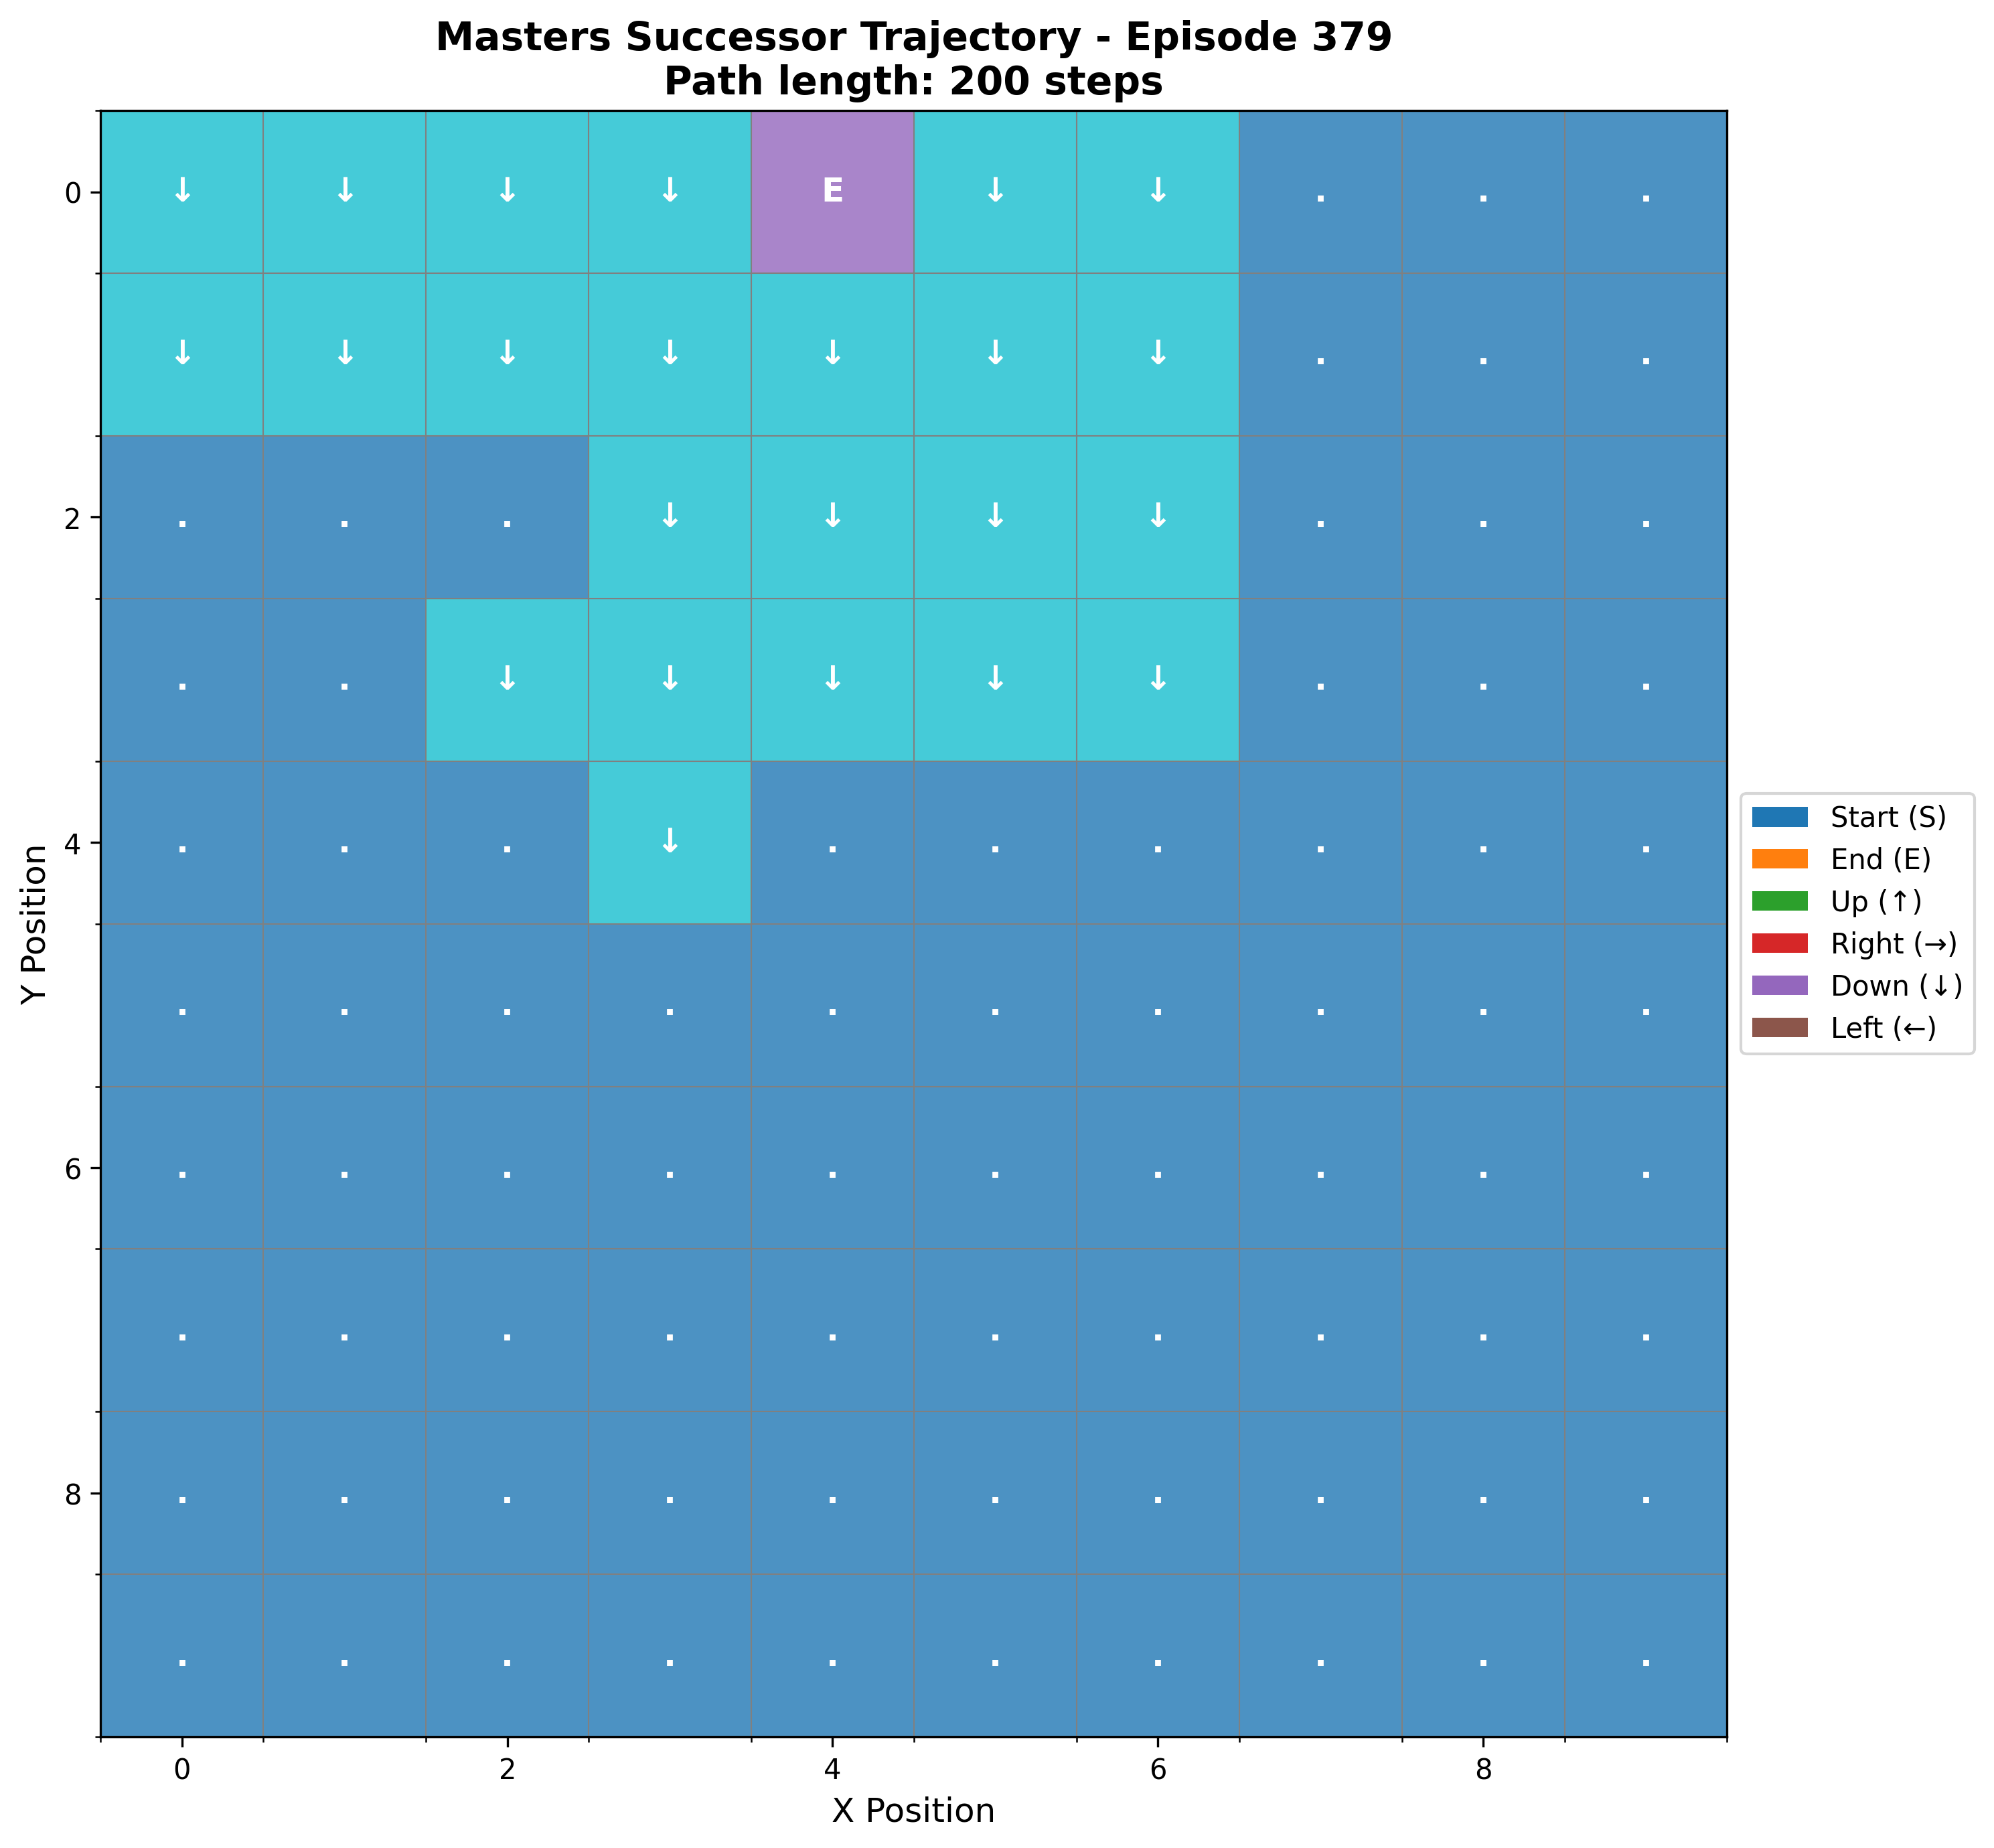 Masters Successor Trajectory - Episode 379
Path length: 200 steps
0 ↓ ↓ ↓ ↓ E ↓ ↓ . . .
↓ ↓ ↓ ↓ ↓ ↓ ↓ . . .
2 . . . ↓ ↓ ↓ ↓ . . .
. . ↓ ↓ ↓ ↓ ↓ . . .
4 . . . ↓ . . . . . .
. . . . . . . . . .
6 . . . . . . . . . .
. . . . . . . . . .
8 . . . . . . . . . .
. . . . . . . . . .
0 2 4 6 8
X Position
Y Position
Start (S)
End (E)
Up (↑)
Right (→)
Down (↓)
Left (←)